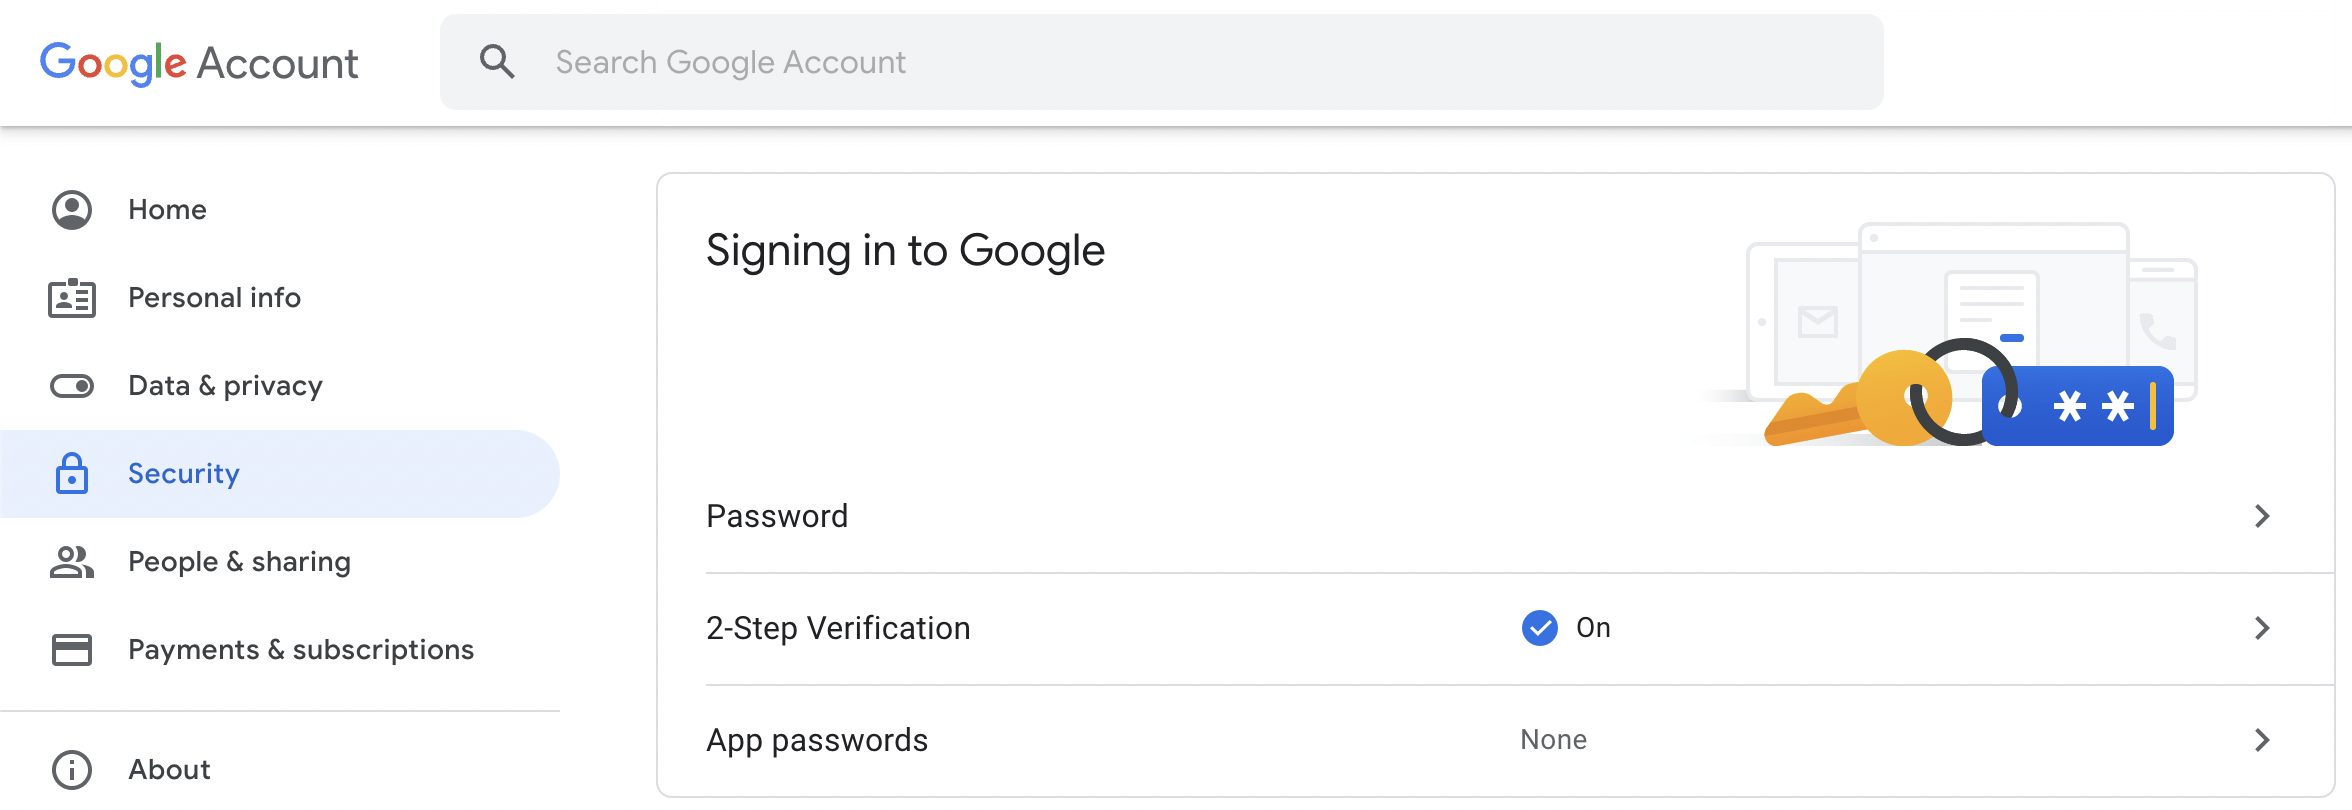 Google Account
Search Google Account
Home
Personal info
Data & privacy
Security
People & sharing
Payments & subscriptions
About
Signing in to Google
**
Password
2-Step Verification On
App passwords None